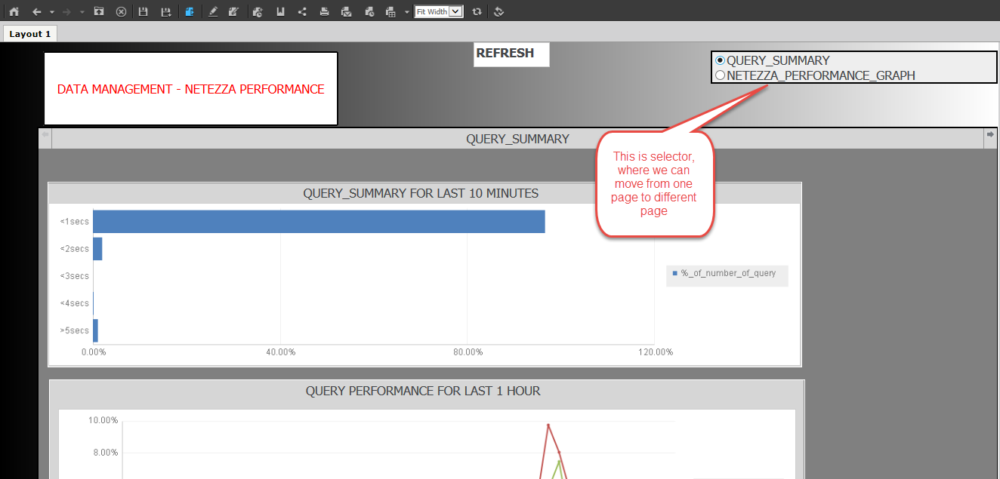 Fit Width
Layout 1
REFRESH
DATA MANAGEMENT - NETEZZA PERFORMANCE
QUERY_SUMMARY
NETEZZA_PERFORMANCE_GRAPH
QUERY_SUMMARY
This is selector,
where we can
move from one
page to different
page
QUERY_SUMMARY FOR LAST 10 MINUTES
<1secs
<2secs
<3secs
<4secs
>5secs
0.00% 40.00% 80.00% 120.00%
%_of_number_of_query
QUERY PERFORMANCE FOR LAST 1 HOUR
10.00%
8.00%